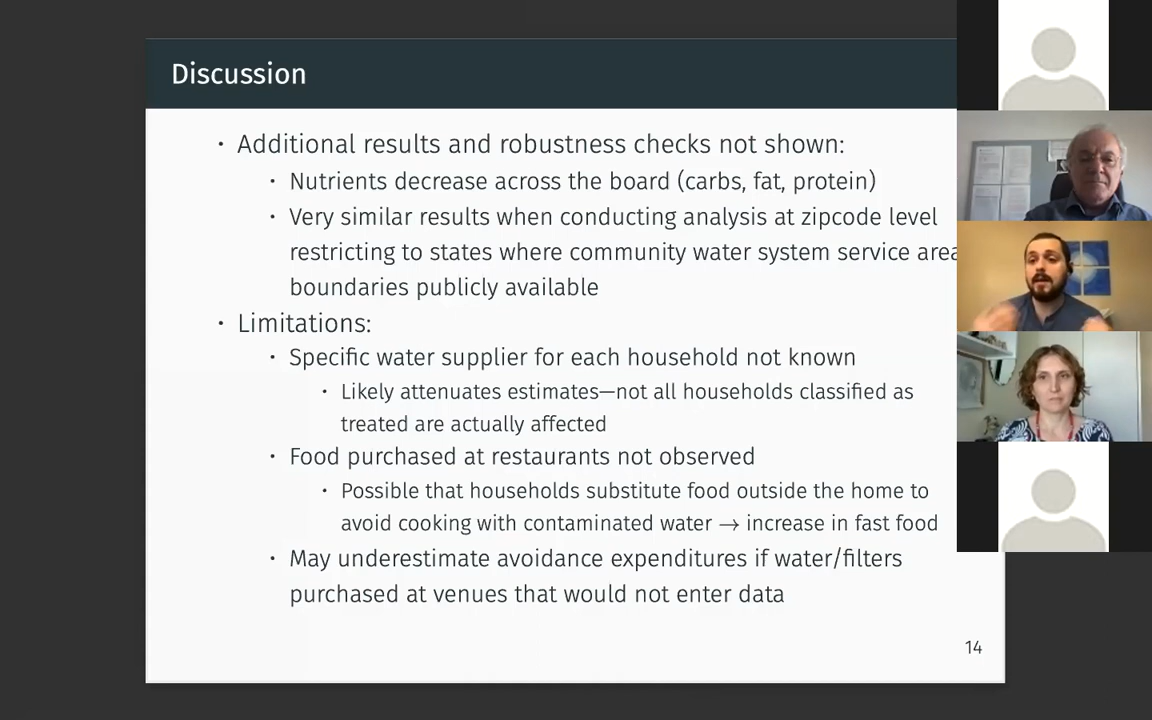 Discussion
• Additional results and robustness checks not shown:
• Nutrients decrease across the board (carbs, fat, protein)
• Very similar results when conducting analysis at zipcode level
restricting to states where community water system service area
boundaries publicly available
• Limitations:
• Specific water supplier for each household not known
• Likely attenuates estimates—not all households classified as
treated are actually affected
• Food purchased at restaurants not observed
• Possible that households substitute food outside the home to
avoid cooking with contaminated water → increase in fast food
• May underestimate avoidance expenditures if water/filters
purchased at venues that would not enter data
14